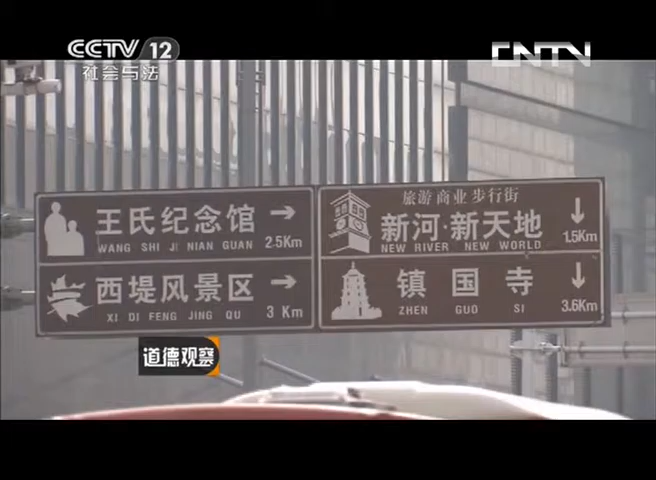 CCTV 12
社会与法
CNTV
王氏纪念馆
WANG SHI JI NIAN GUAN 2.5Km
西堤风景区
XI DI FENG JING QU 3 Km
旅游 商业 步行街
新河·新天地
NEW RIVER NEW WORLD 1.5Km
镇国寺
ZHEN GUO SI 3.6Km
道德观察